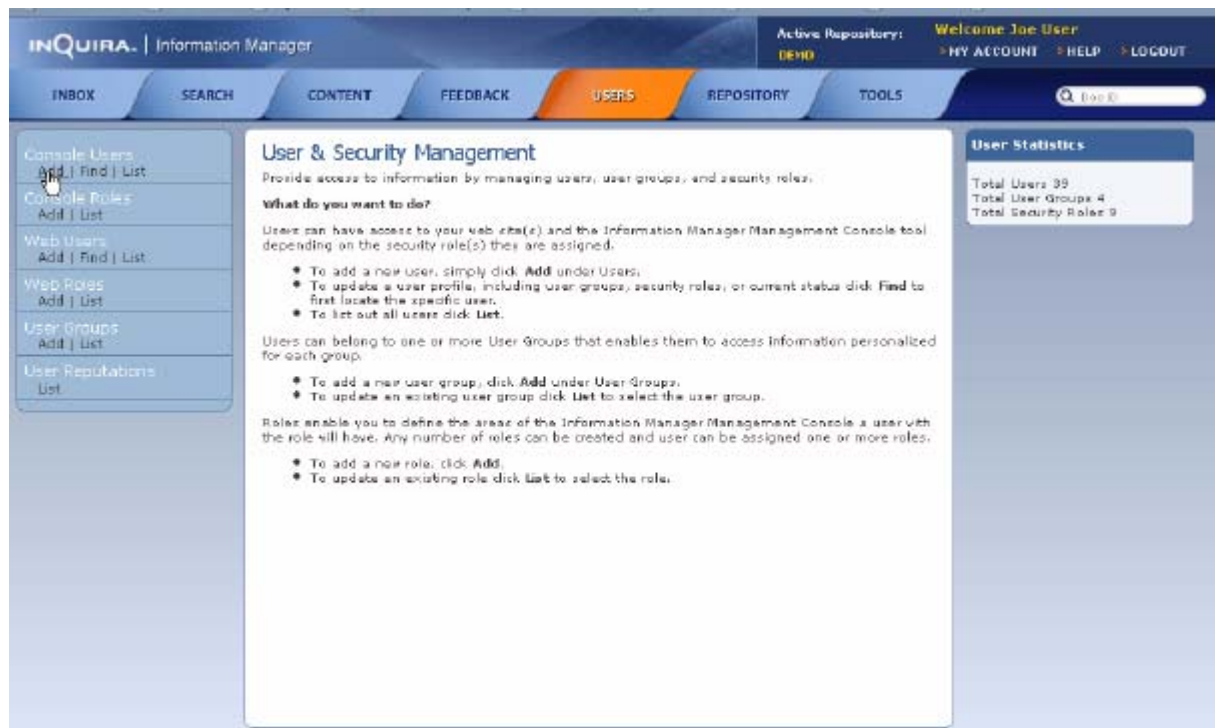 INQUIRA. | Information Manager
Active Repository:
DEMO
Welcome Joe User
MY ACCOUNT HELP LOGOUT
INBOX SEARCH CONTENT FEEDBACK USERS REPOSITORY TOOLS
Doc ID
Console Users
Add | Find | List
Console Roles
Add | List
Web Users
Add | Find | List
Web Roles
Add | List
User Groups
Add | List
User Reputations
List
User & Security Management
Provide access to information by managing users, user groups, and security roles.
What do you want to do?
Users can have access to your web site(s) and the Information Manager Management Console tool
depending on the security role(s) they are assigned.
• To add a new user, simply click Add under Users.
• To update a user profile, including user groups, security roles, or current status click Find to
first locate the specific user.
• To list out all users click List.
Users can belong to one or more User Groups that enables them to access information personalized
for each group.
• To add a new user group, click Add under User Groups.
• To update an existing user group click List to select the user group.
Roles enable you to define the areas of the Information Manager Management Console a user with
the role will have. Any number of roles can be created and user can be assigned one or more roles.
• To add a new role, click Add.
• To update an existing role click List to select the role.
User Statistics
Total Users 39
Total User Groups 4
Total Security Roles 9